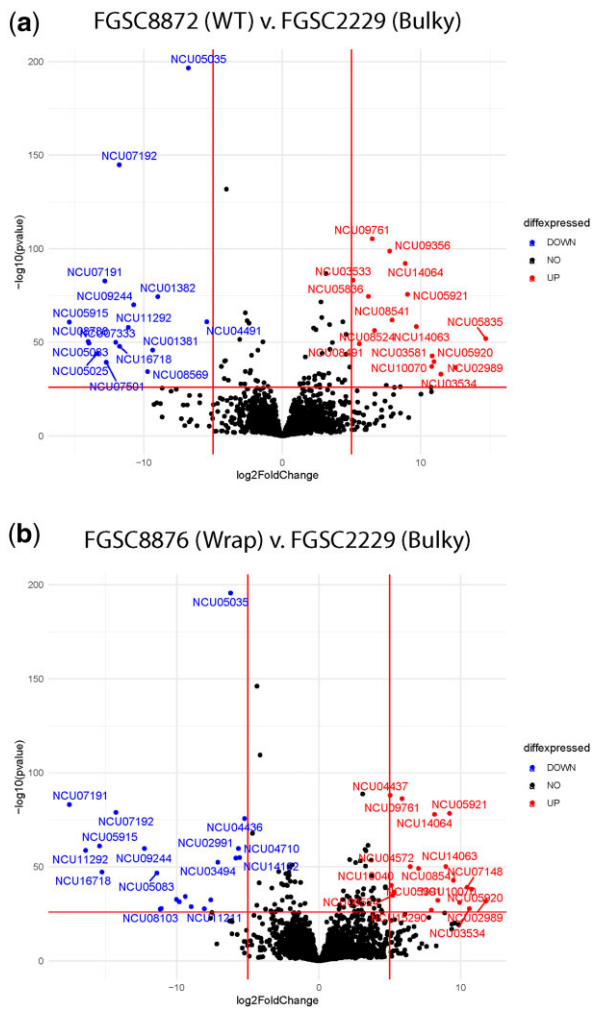 (a)
FGSC8872 (WT) v. FGSC2229 (Bulky)
200
150
100
50
0
−10
0
10
−log10(pvalue)
log2FoldChange
NCU05035
NCU07192
NCU07191
NCU09244
NCU01382
NCU05915
NCU11292
NCU04491
NCU07333
NCU01381
NCU05083
NCU16718
NCU05025
NCU08569
NCU07501
NCU09761
NCU09356
NCU03533
NCU14064
NCU05836
NCU05921
NCU08541
NCU05835
NCU08524
NCU14063
NCU08491
NCU03581
NCU05920
NCU10070
NCU02989
NCU03534
diffexpressed
DOWN
NO
UP
(b)
FGSC8876 (Wrap) v. FGSC2229 (Bulky)
200
150
100
50
0
−10
0
10
−log10(pvalue)
log2FoldChange
NCU05035
NCU07191
NCU07192
NCU04436
NCU05915
NCU02991
NCU04710
NCU11292
NCU09244
NCU03494
NCU16718
NCU05083
NCU08103
NCU11211
NCU04437
NCU09761
NCU05921
NCU14064
NCU04572
NCU14063
NCU07148
NCU05920
NCU15290
NCU02989
NCU03534
diffexpressed
DOWN
NO
UP